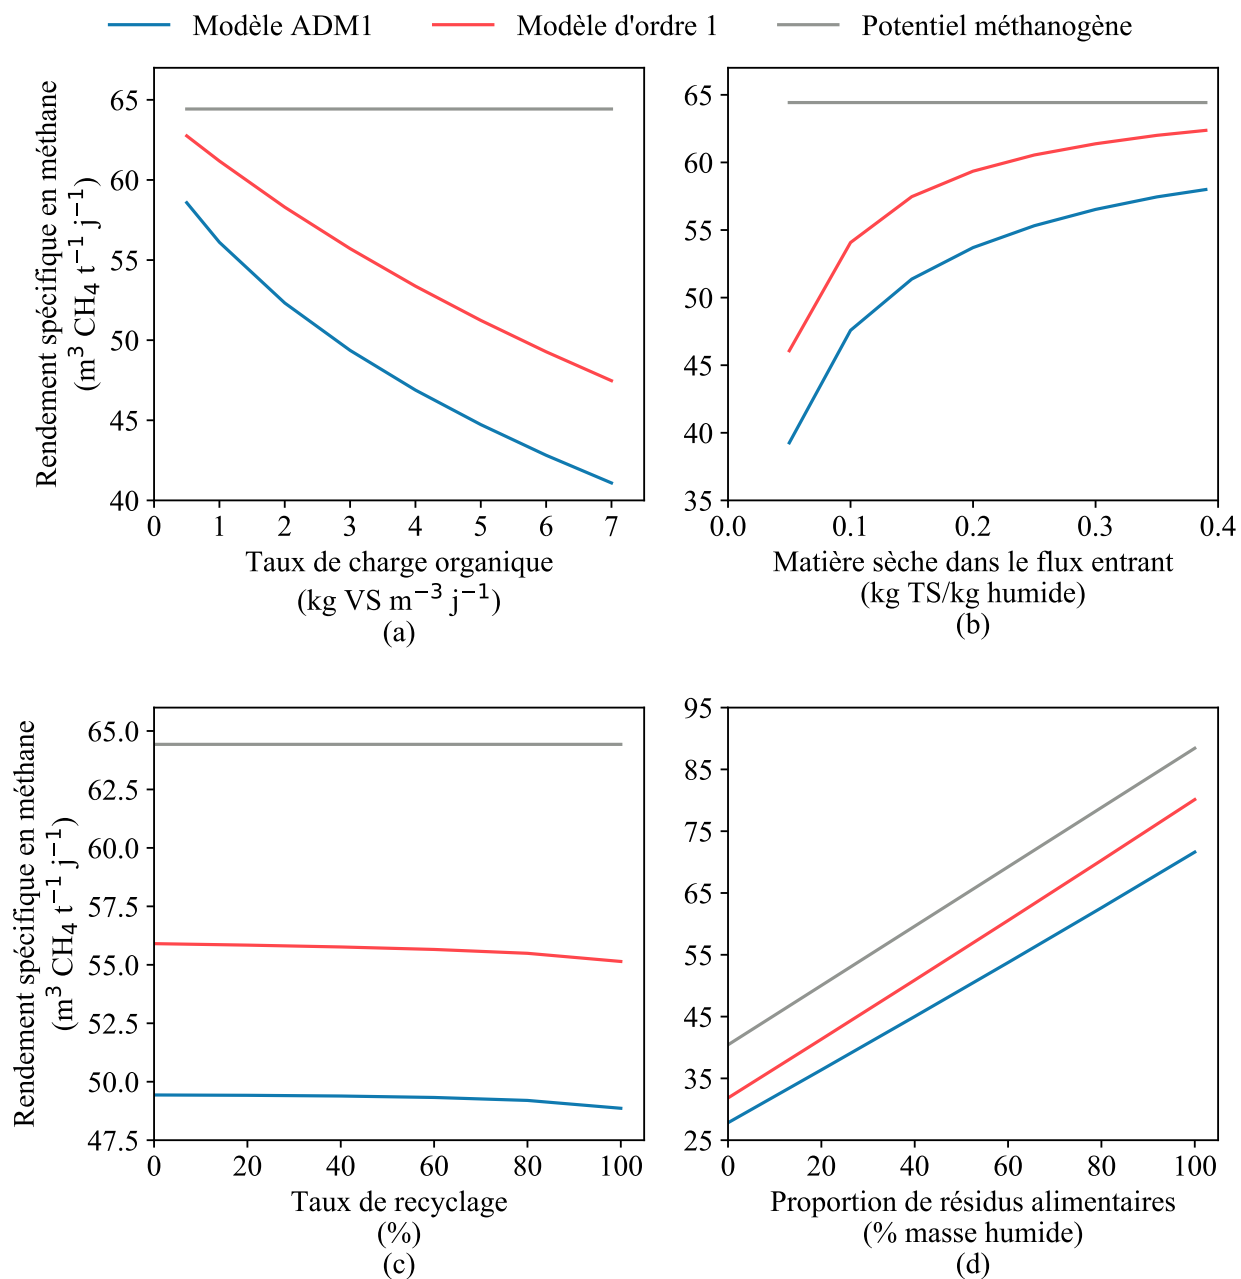 Modèle ADM1 Modèle d'ordre 1 Potentiel méthanogène
Rendement spécifique en méthane
(m³ CH₄ t⁻¹ j⁻¹)
65
60
55
50
45
40
0 1 2 3 4 5 6 7
Taux de charge organique
(kg VS m⁻³ j⁻¹)
(a)
65
60
55
50
45
40
35
0.0 0.1 0.2 0.3 0.4
Matière sèche dans le flux entrant
(kg TS/kg humide)
(b)
Rendement spécifique en méthane
(m³ CH₄ t⁻¹ j⁻¹)
65.0
62.5
60.0
57.5
55.0
52.5
50.0
47.5
0 20 40 60 80 100
Taux de recyclage
(%)
(c)
95
85
75
65
55
45
35
25
0 20 40 60 80 100
Proportion de résidus alimentaires
(% masse humide)
(d)